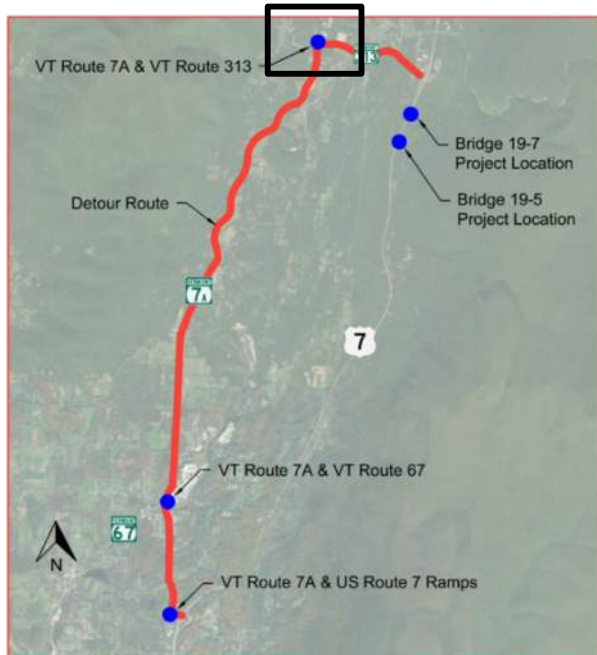 VT Route 7A & VT Route 313
313
Bridge 19-7
Project Location
Bridge 19-5
Project Location
Detour Route
7A
7
VT Route 7A & VT Route 67
67
N
VT Route 7A & US Route 7 Ramps